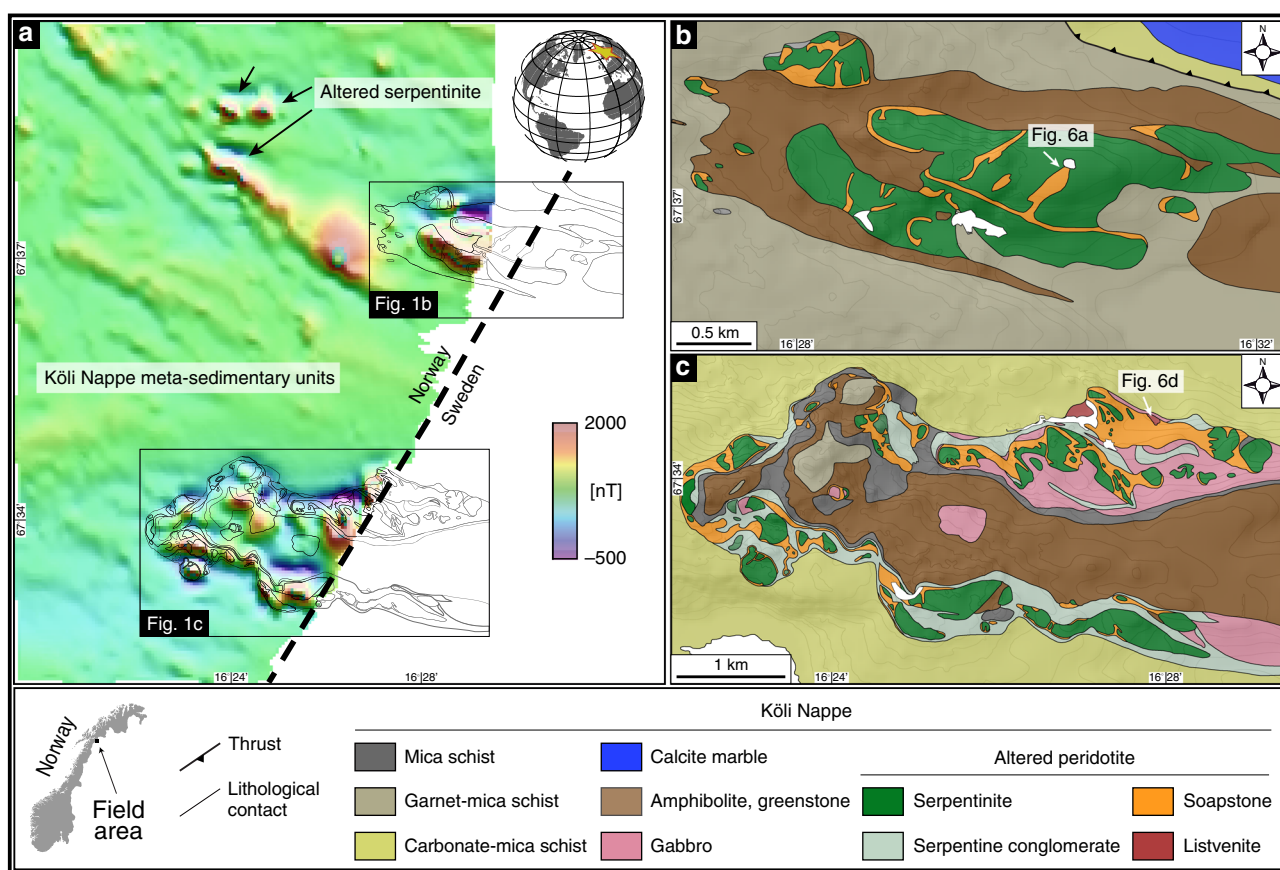 a
Altered serpentinite
67°37'
Fig. 1b
Norway
Sweden
Köli Nappe meta-sedimentary units
2000
[nT]
–500
67°34'
Fig. 1c
16°24'
16°28'
b
N
Fig. 6a
67°37'
0.5 km
16°28'
16°32'
c
N
Fig. 6d
67°34'
1 km
16°24'
16°28'
Norway
Field
area
Thrust
Lithological
contact
Köli Nappe
Mica schist
Calcite marble
Altered peridotite
Garnet-mica schist
Amphibolite, greenstone
Serpentinite
Soapstone
Carbonate-mica schist
Gabbro
Serpentine conglomerate
Listvenite